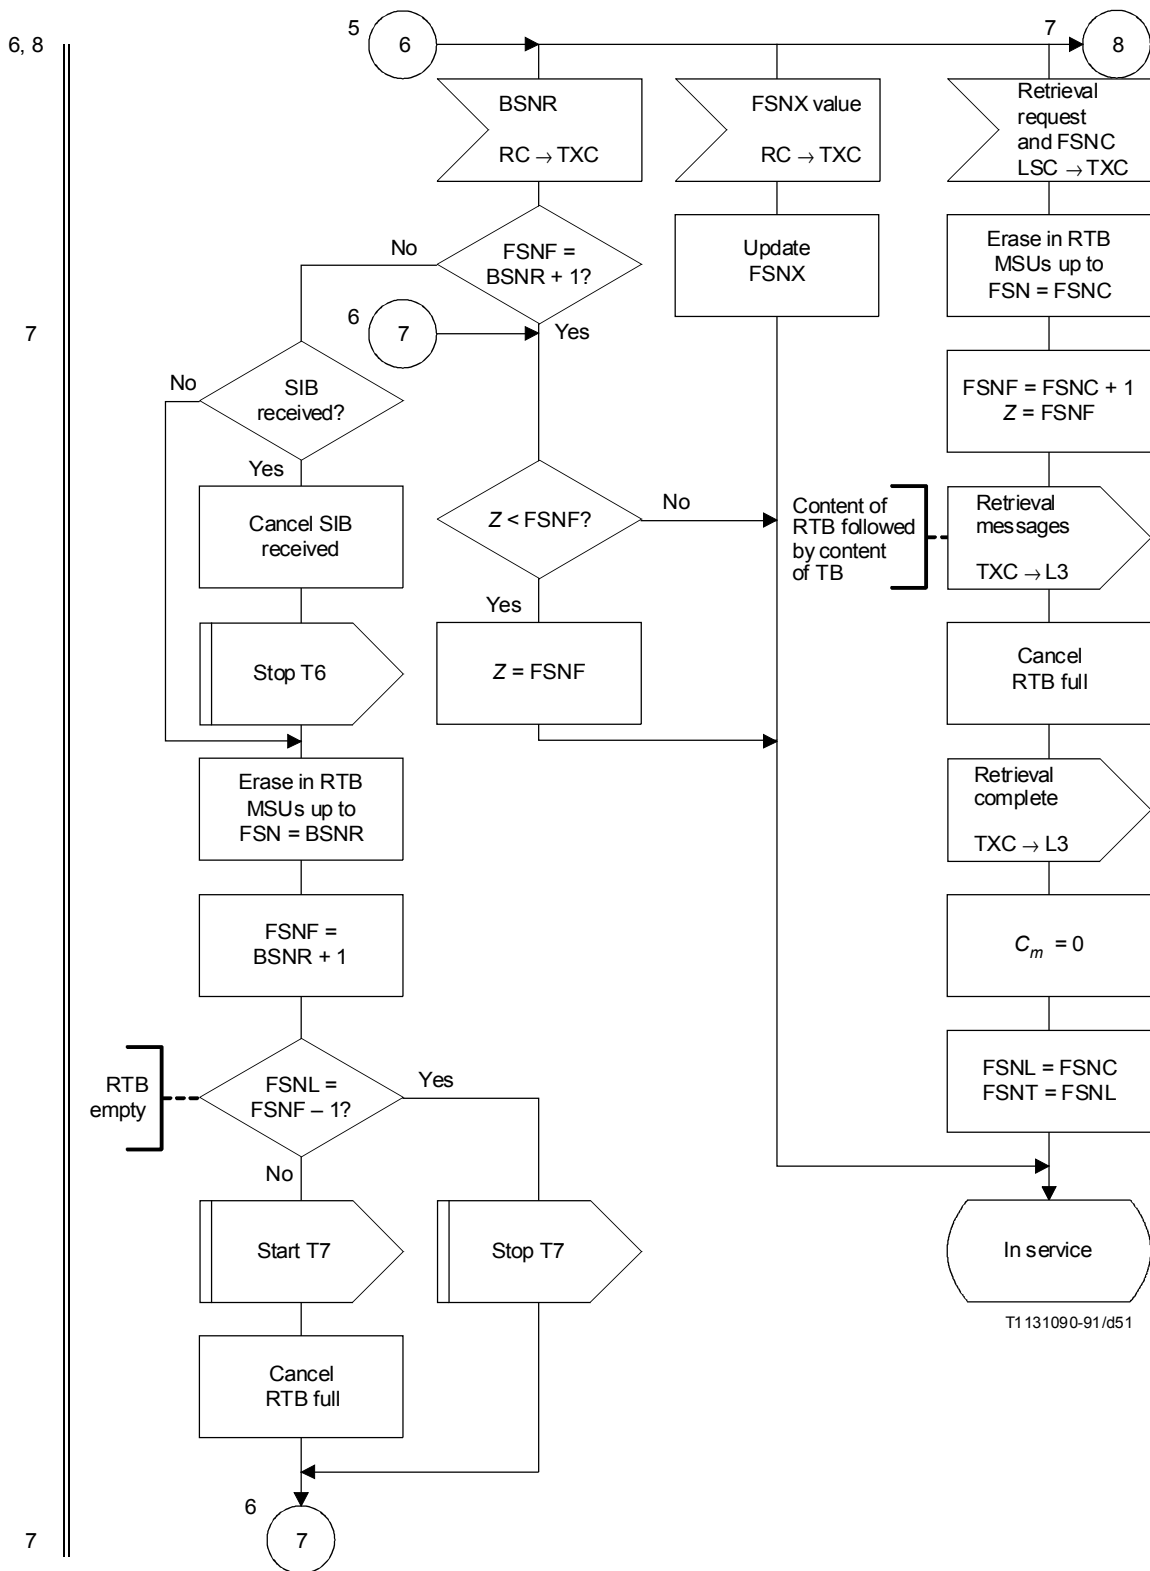 6, 8
5
6
7
8
BSNR
RC → TXC
FSNX value
RC → TXC
Retrieval
request
and FSNC
LSC → TXC
FSNF =
BSNR + 1?
No
Yes
Update
FSNX
Erase in RTB
MSUs up to
FSN = FSNC
7
6
7
SIB
received?
No
Yes
FSNF = FSNC + 1
Z = FSNF
Cancel SIB
received
Z < FSNF?
No
Yes
Content of
RTB followed
by content
of TB
Retrieval
messages
TXC → L3
Stop T6
Z = FSNF
Cancel
RTB full
Erase in RTB
MSUs up to
FSN = BSNR
Retrieval
complete
TXC → L3
FSNF =
BSNR + 1
Cm = 0
RTB
empty
FSNL =
FSNF – 1?
Yes
No
FSNL = FSNC
FSNT = FSNL
Start T7
Stop T7
In service
T1131090-91/d51
Cancel
RTB full
6
7
7